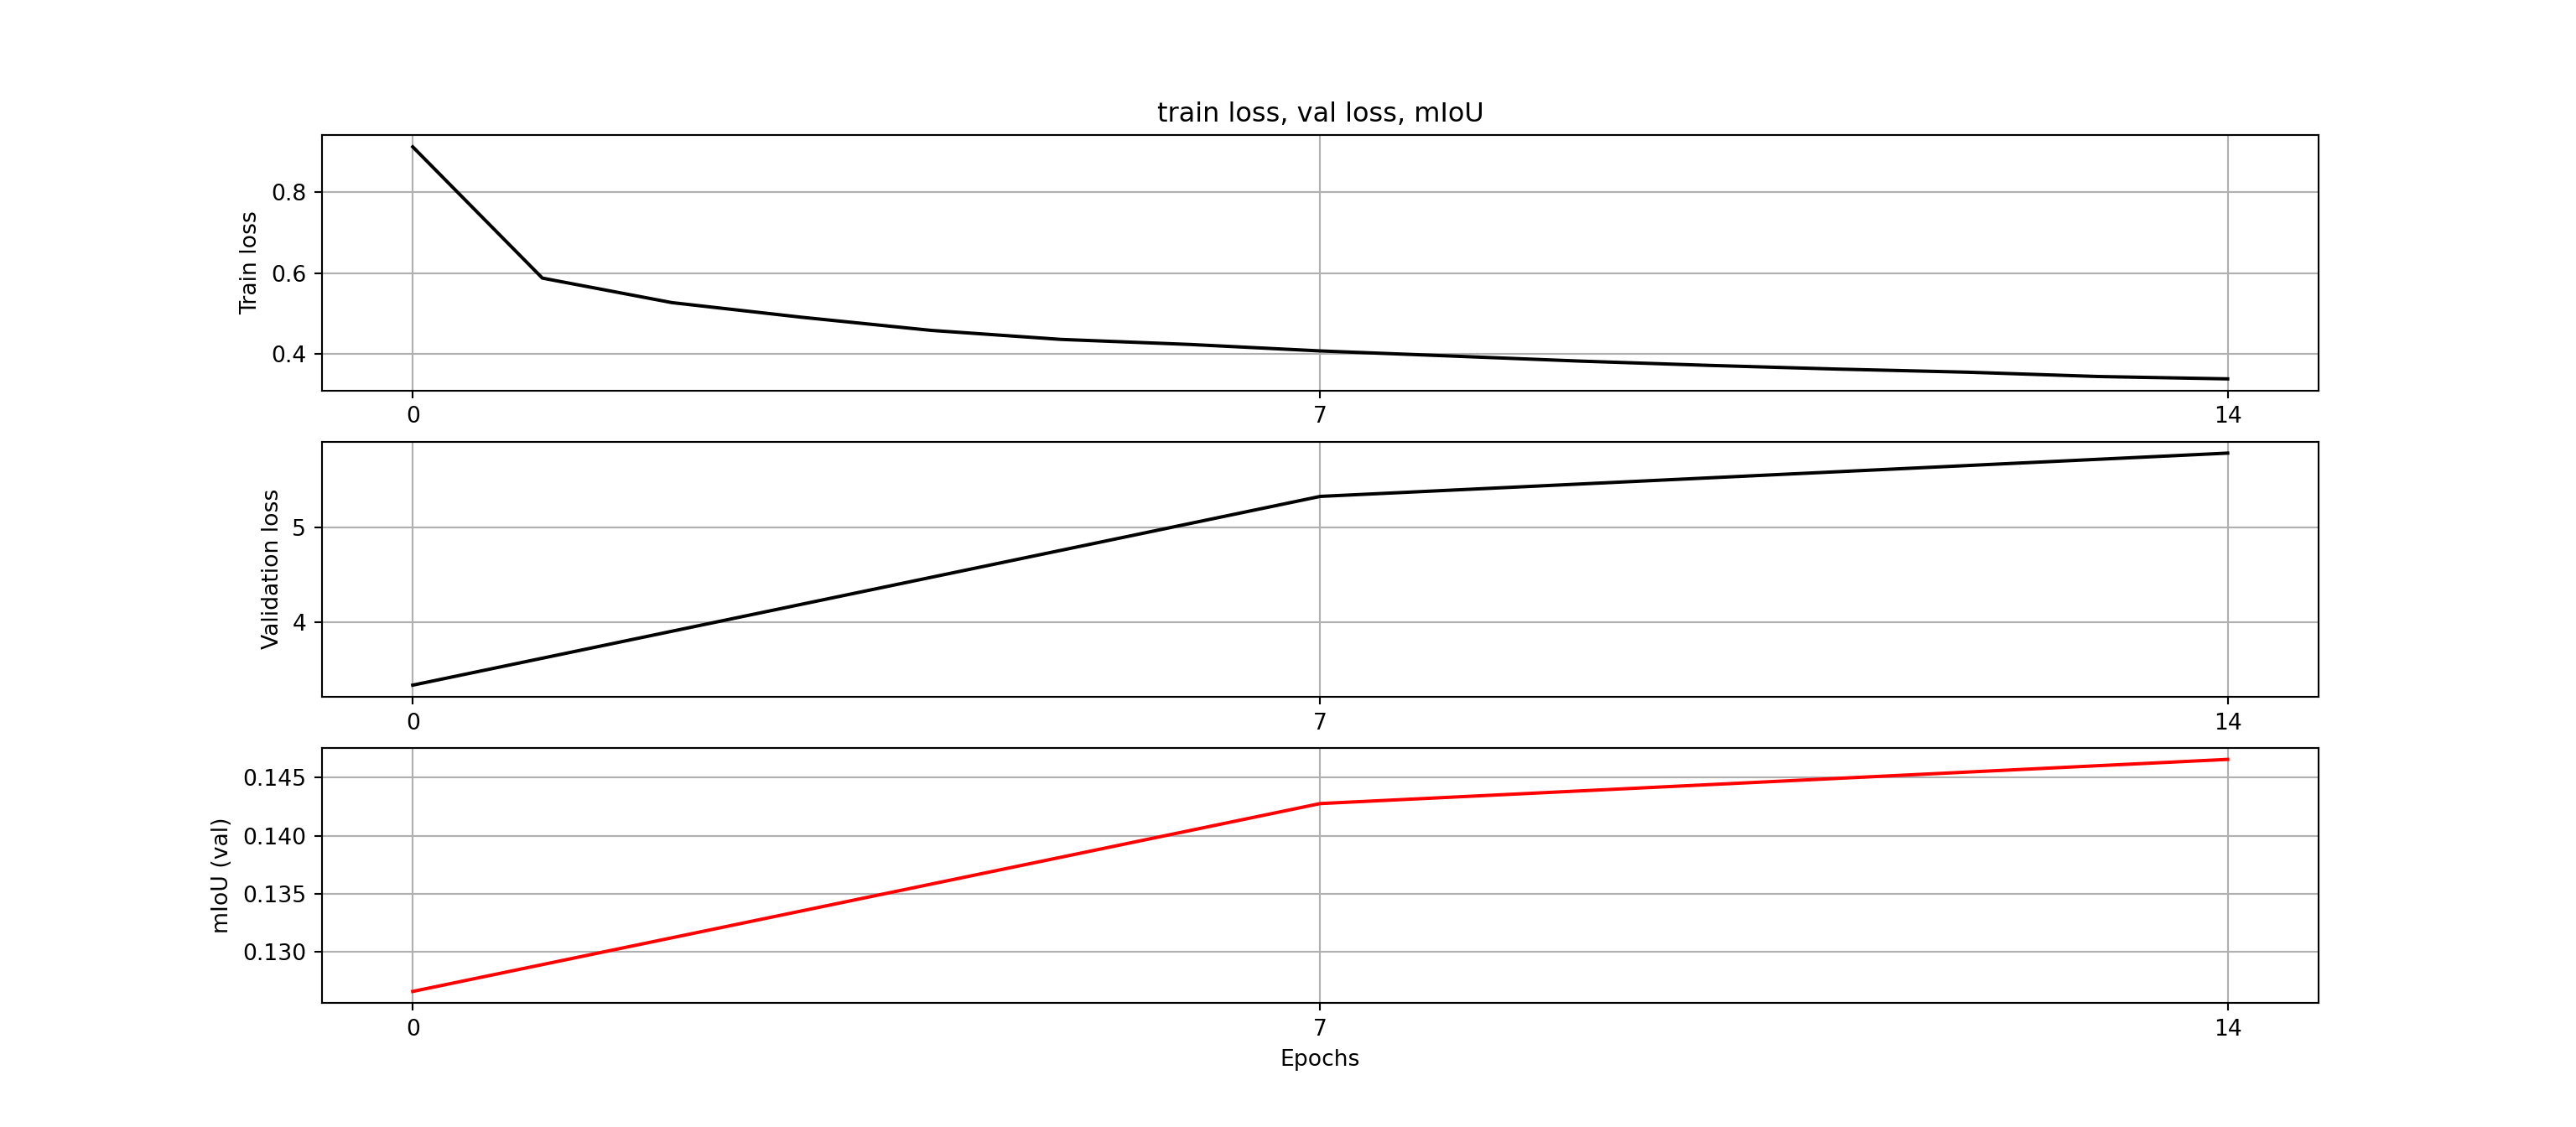 train loss, val loss, mIoU
Train loss
0.8
0.6
0.4
0 7 14
Validation loss
5
4
0 7 14
mIoU (val)
0.145
0.140
0.135
0.130
0 7 14
Epochs